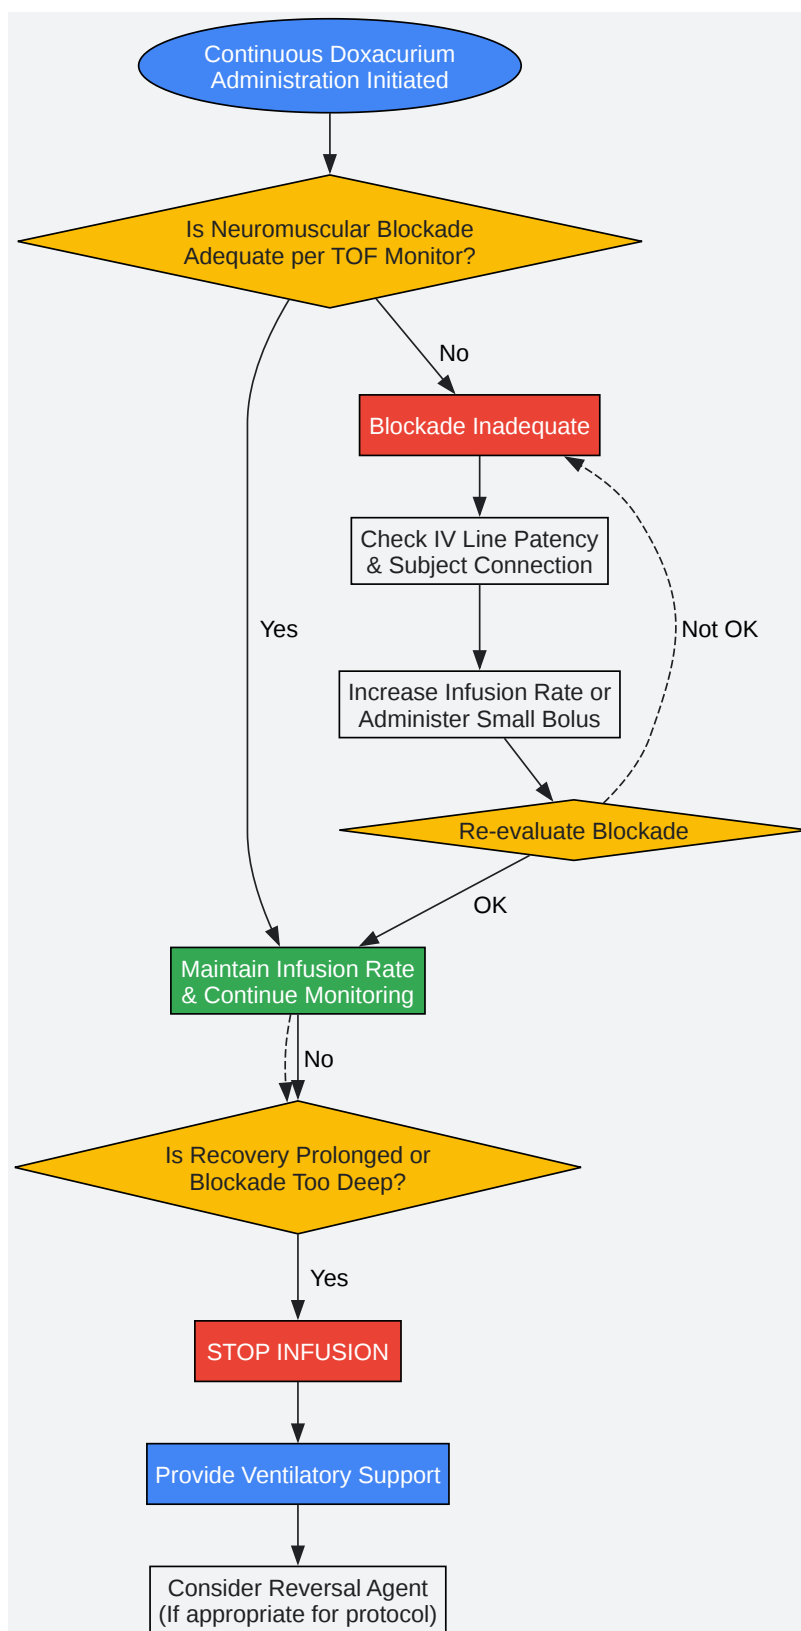 Continuous Doxacurium
Administration Initiated
Is Neuromuscular Blockade
Adequate per TOF Monitor?
No
Blockade Inadequate
Check IV Line Patency
& Subject Connection
Yes
Not OK
Increase Infusion Rate or
Administer Small Bolus
Re-evaluate Blockade
OK
Maintain Infusion Rate
& Continue Monitoring
No
Is Recovery Prolonged or
Blockade Too Deep?
Yes
STOP INFUSION
Provide Ventilatory Support
Consider Reversal Agent
(If appropriate for protocol)